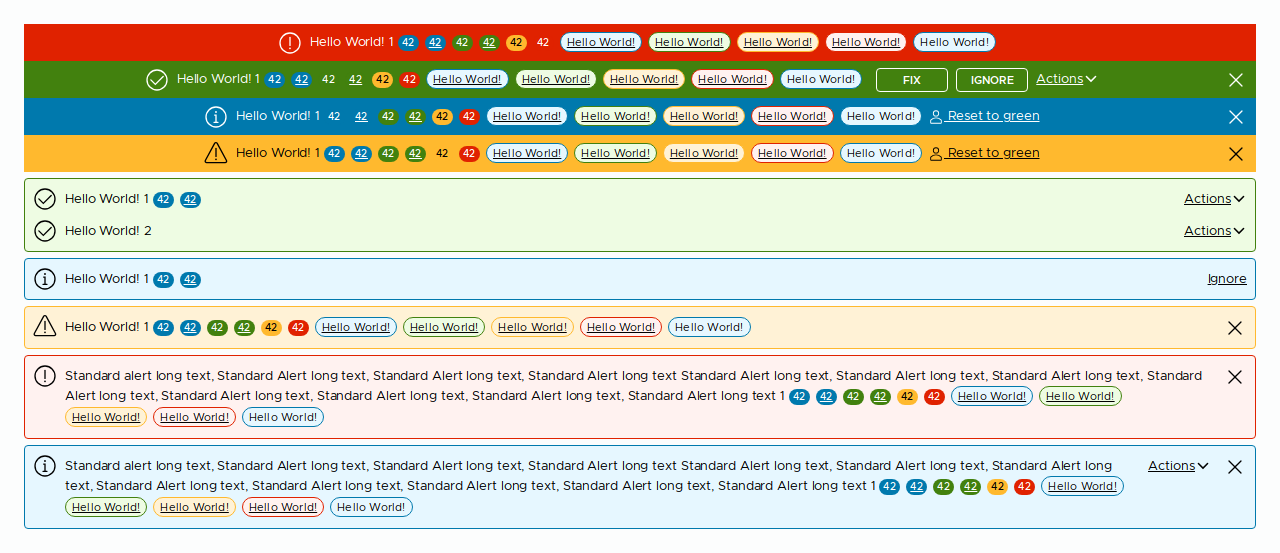 Hello World! 1 42 42 42 42 42 42 Hello World! Hello World! Hello World! Hello World! Hello World!
Hello World! 1 42 42 42 42 42 42 Hello World! Hello World! Hello World! Hello World! Hello World! FIX IGNORE Actions
Hello World! 1 42 42 42 42 42 42 Hello World! Hello World! Hello World! Hello World! Hello World! Reset to green
Hello World! 1 42 42 42 42 42 42 Hello World! Hello World! Hello World! Hello World! Hello World! Reset to green
Hello World! 1 42 42 Actions
Hello World! 2 Actions
Hello World! 1 42 42 Ignore
Hello World! 1 42 42 42 42 42 42 Hello World! Hello World! Hello World! Hello World! Hello World!
Standard alert long text, Standard Alert long text, Standard Alert long text, Standard Alert long text Standard Alert long text, Standard Alert long text, Standard Alert long text, Standard
Alert long text, Standard Alert long text, Standard Alert long text, Standard Alert long text, Standard Alert long text 1 42 42 42 42 42 42 Hello World! Hello World!
Hello World! Hello World! Hello World!
Standard alert long text, Standard Alert long text, Standard Alert long text, Standard Alert long text Standard Alert long text, Standard Alert long text, Standard Alert long Actions
text, Standard Alert long text, Standard Alert long text, Standard Alert long text, Standard Alert long text, Standard Alert long text 1 42 42 42 42 42 42 Hello World!
Hello World! Hello World! Hello World! Hello World!